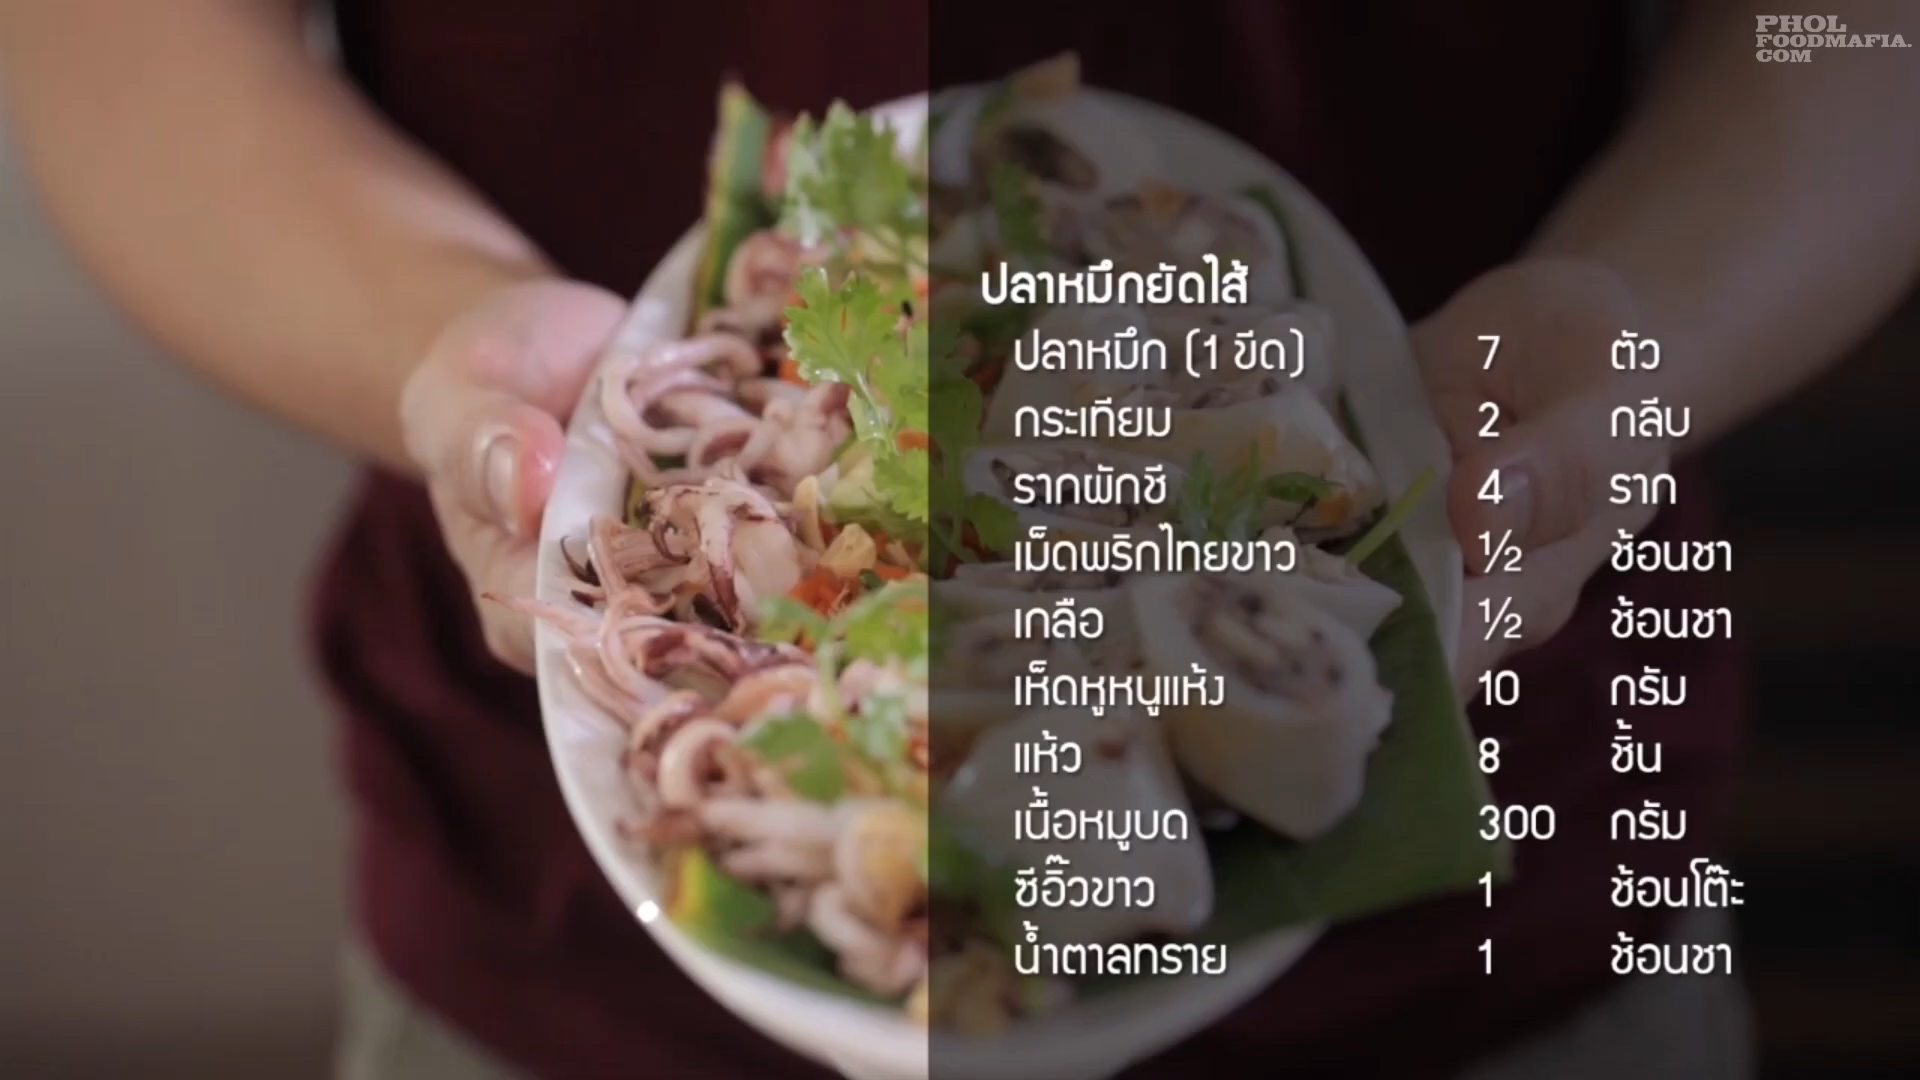 PHOL
FOODMAFIA.
COM
ปลาหมึกยัดไส้
ปลาหมึก (1 ขีด) 7 ตัว
กระเทียม 2 กลีบ
รากผักชี 4 ราก
เม็ดพริกไทยขาว ½ ช้อนชา
เกลือ ½ ช้อนชา
เห็ดหูหนูแห้ง 10 กรัม
แห้ว 8 ชิ้น
เนื้อหมูบด 300 กรัม
ซีอิ๊วขาว 1 ช้อนโต๊ะ
น้ำตาลทราย 1 ช้อนชา